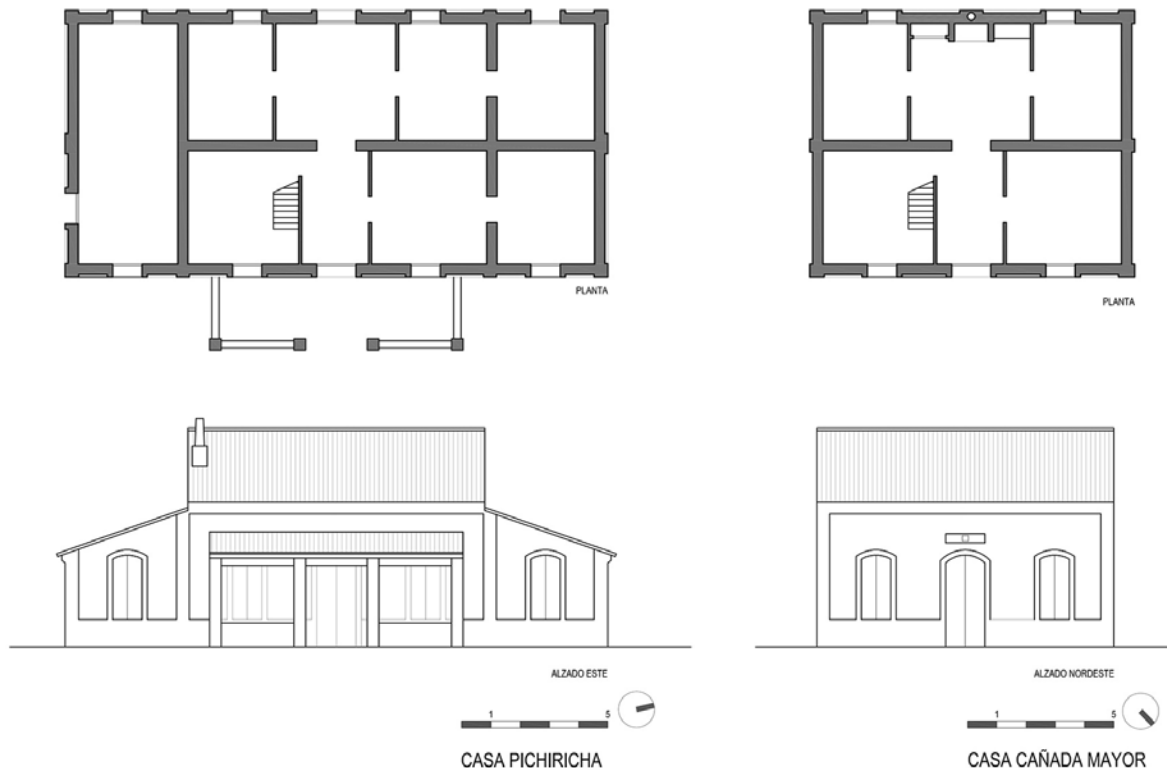 PLANTA
PLANTA
ALZADO ESTE
ALZADO NORDESTE
1 5
1 5
CASA PICHIRICHA
CASA CAÑADA MAYOR